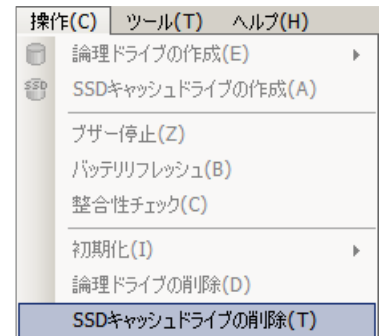 操作(C) ツール(T) ヘルプ(H)
論理ドライブの作成(E)
SSD SSDキャッシュドライブの作成(A)
ブザー停止(Z)
バッテリリフレッシュ(B)
整合性チェック(C)
初期化(I)
論理ドライブの削除(D)
SSDキャッシュドライブの削除(T)